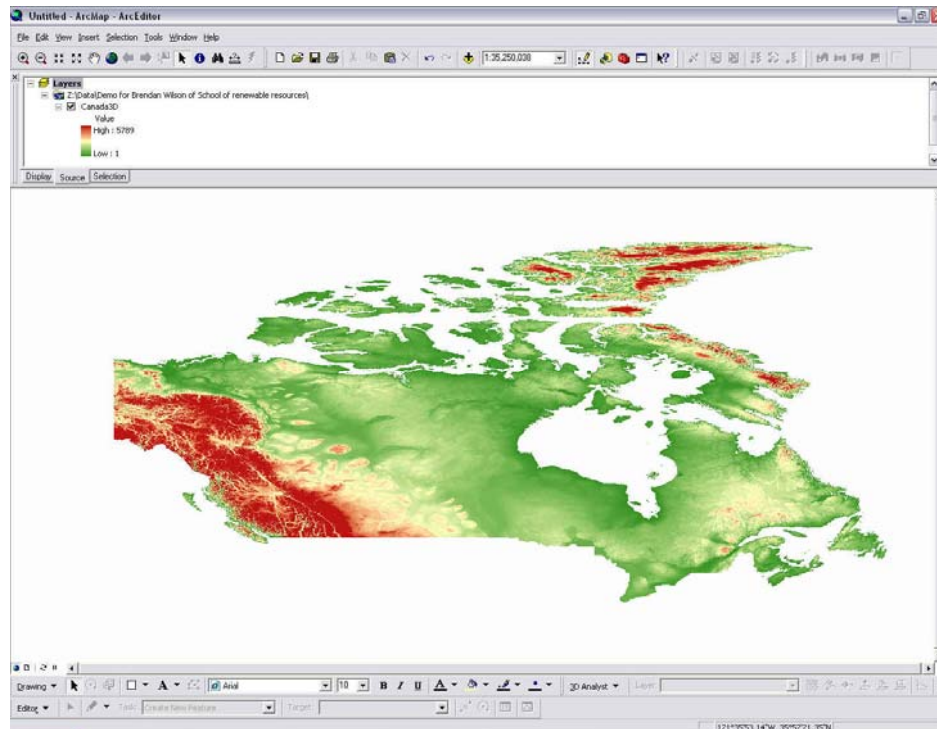 Untitled - ArcMap - ArcEditor
File Edit View Insert Selection Tools Window Help
1:35,250,038
Layers
Z:\Data\Demo for Brendan Wilson of School of renewable resources\
Canada3D
Value
High : 5789
Low : 1
Display Source Selection
Drawing A Arial 10 B I U A 3D Analyst Layer:
Editor Task: Create New Feature Target: